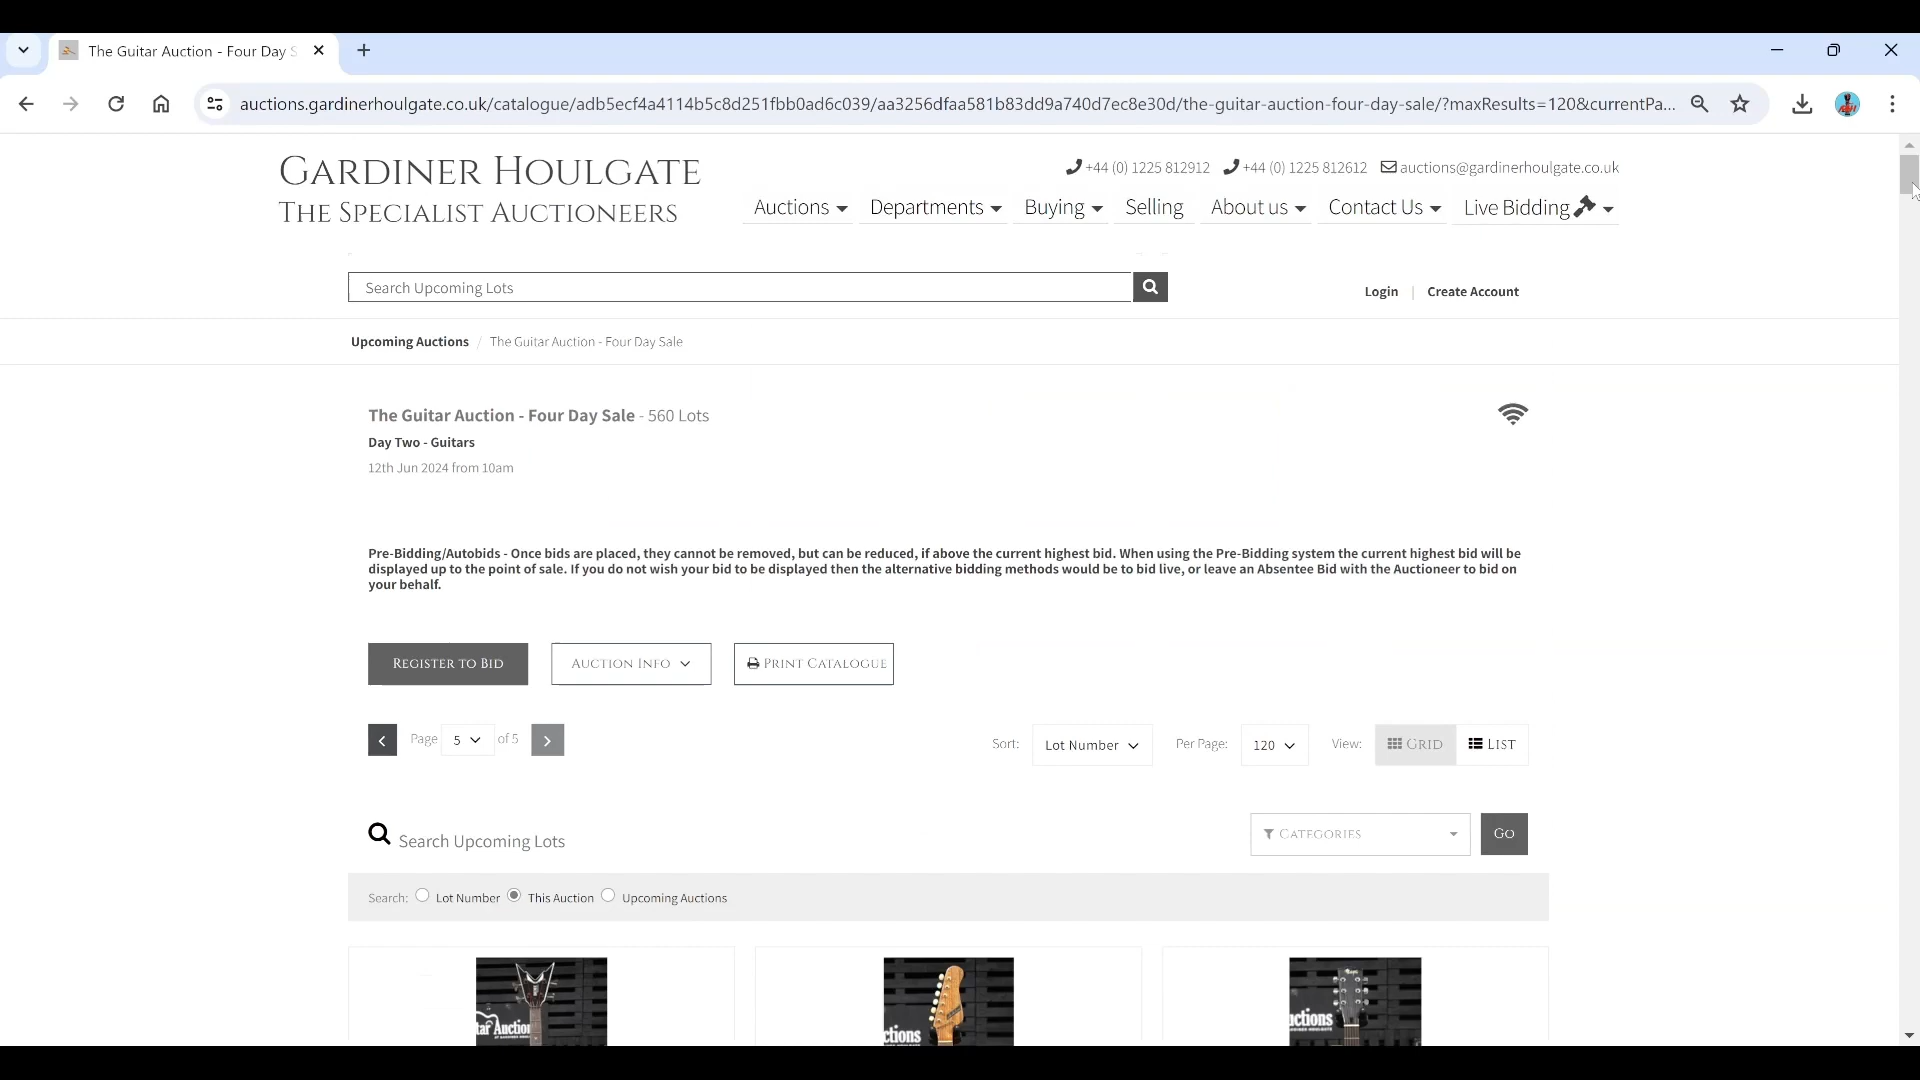 The Guitar Auction - Four Day S
auctions.gardinerhoulgate.co.uk/catalogue/adb5ecf4a4114b5c8d251fbb0ad6c039/aa3256dfaa581b83dd9a740d7ec8e30d/the-guitar-auction-four-day-sale/?maxResults=120&currentPa...
GARDINER HOULGATE
THE SPECIALIST AUCTIONEERS
+44 (0) 1225 812912 +44 (0) 1225 812612 auctions@gardinerhoulgate.co.uk
Auctions Departments Buying Selling About us Contact Us Live Bidding
Search Upcoming Lots
Login | Create Account
Upcoming Auctions / The Guitar Auction - Four Day Sale
The Guitar Auction - Four Day Sale - 560 Lots
Day Two - Guitars
12th Jun 2024 from 10am
Pre-Bidding/Autobids - Once bids are placed, they cannot be removed, but can be reduced, if above the current highest bid. When using the Pre-Bidding system the current highest bid will be
displayed up to the point of sale. If you do not wish your bid to be displayed then the alternative bidding methods would be to bid live, or leave an Absentee Bid with the Auctioneer to bid on
your behalf.
REGISTER TO BID AUCTION INFO PRINT CATALOGUE
Page 5 of 5 Sort: Lot Number Per Page: 120 View: GRID LIST
Search Upcoming Lots CATEGORIES GO
Search: Lot Number This Auction Upcoming Auctions
tar Auction
ctions
uctions